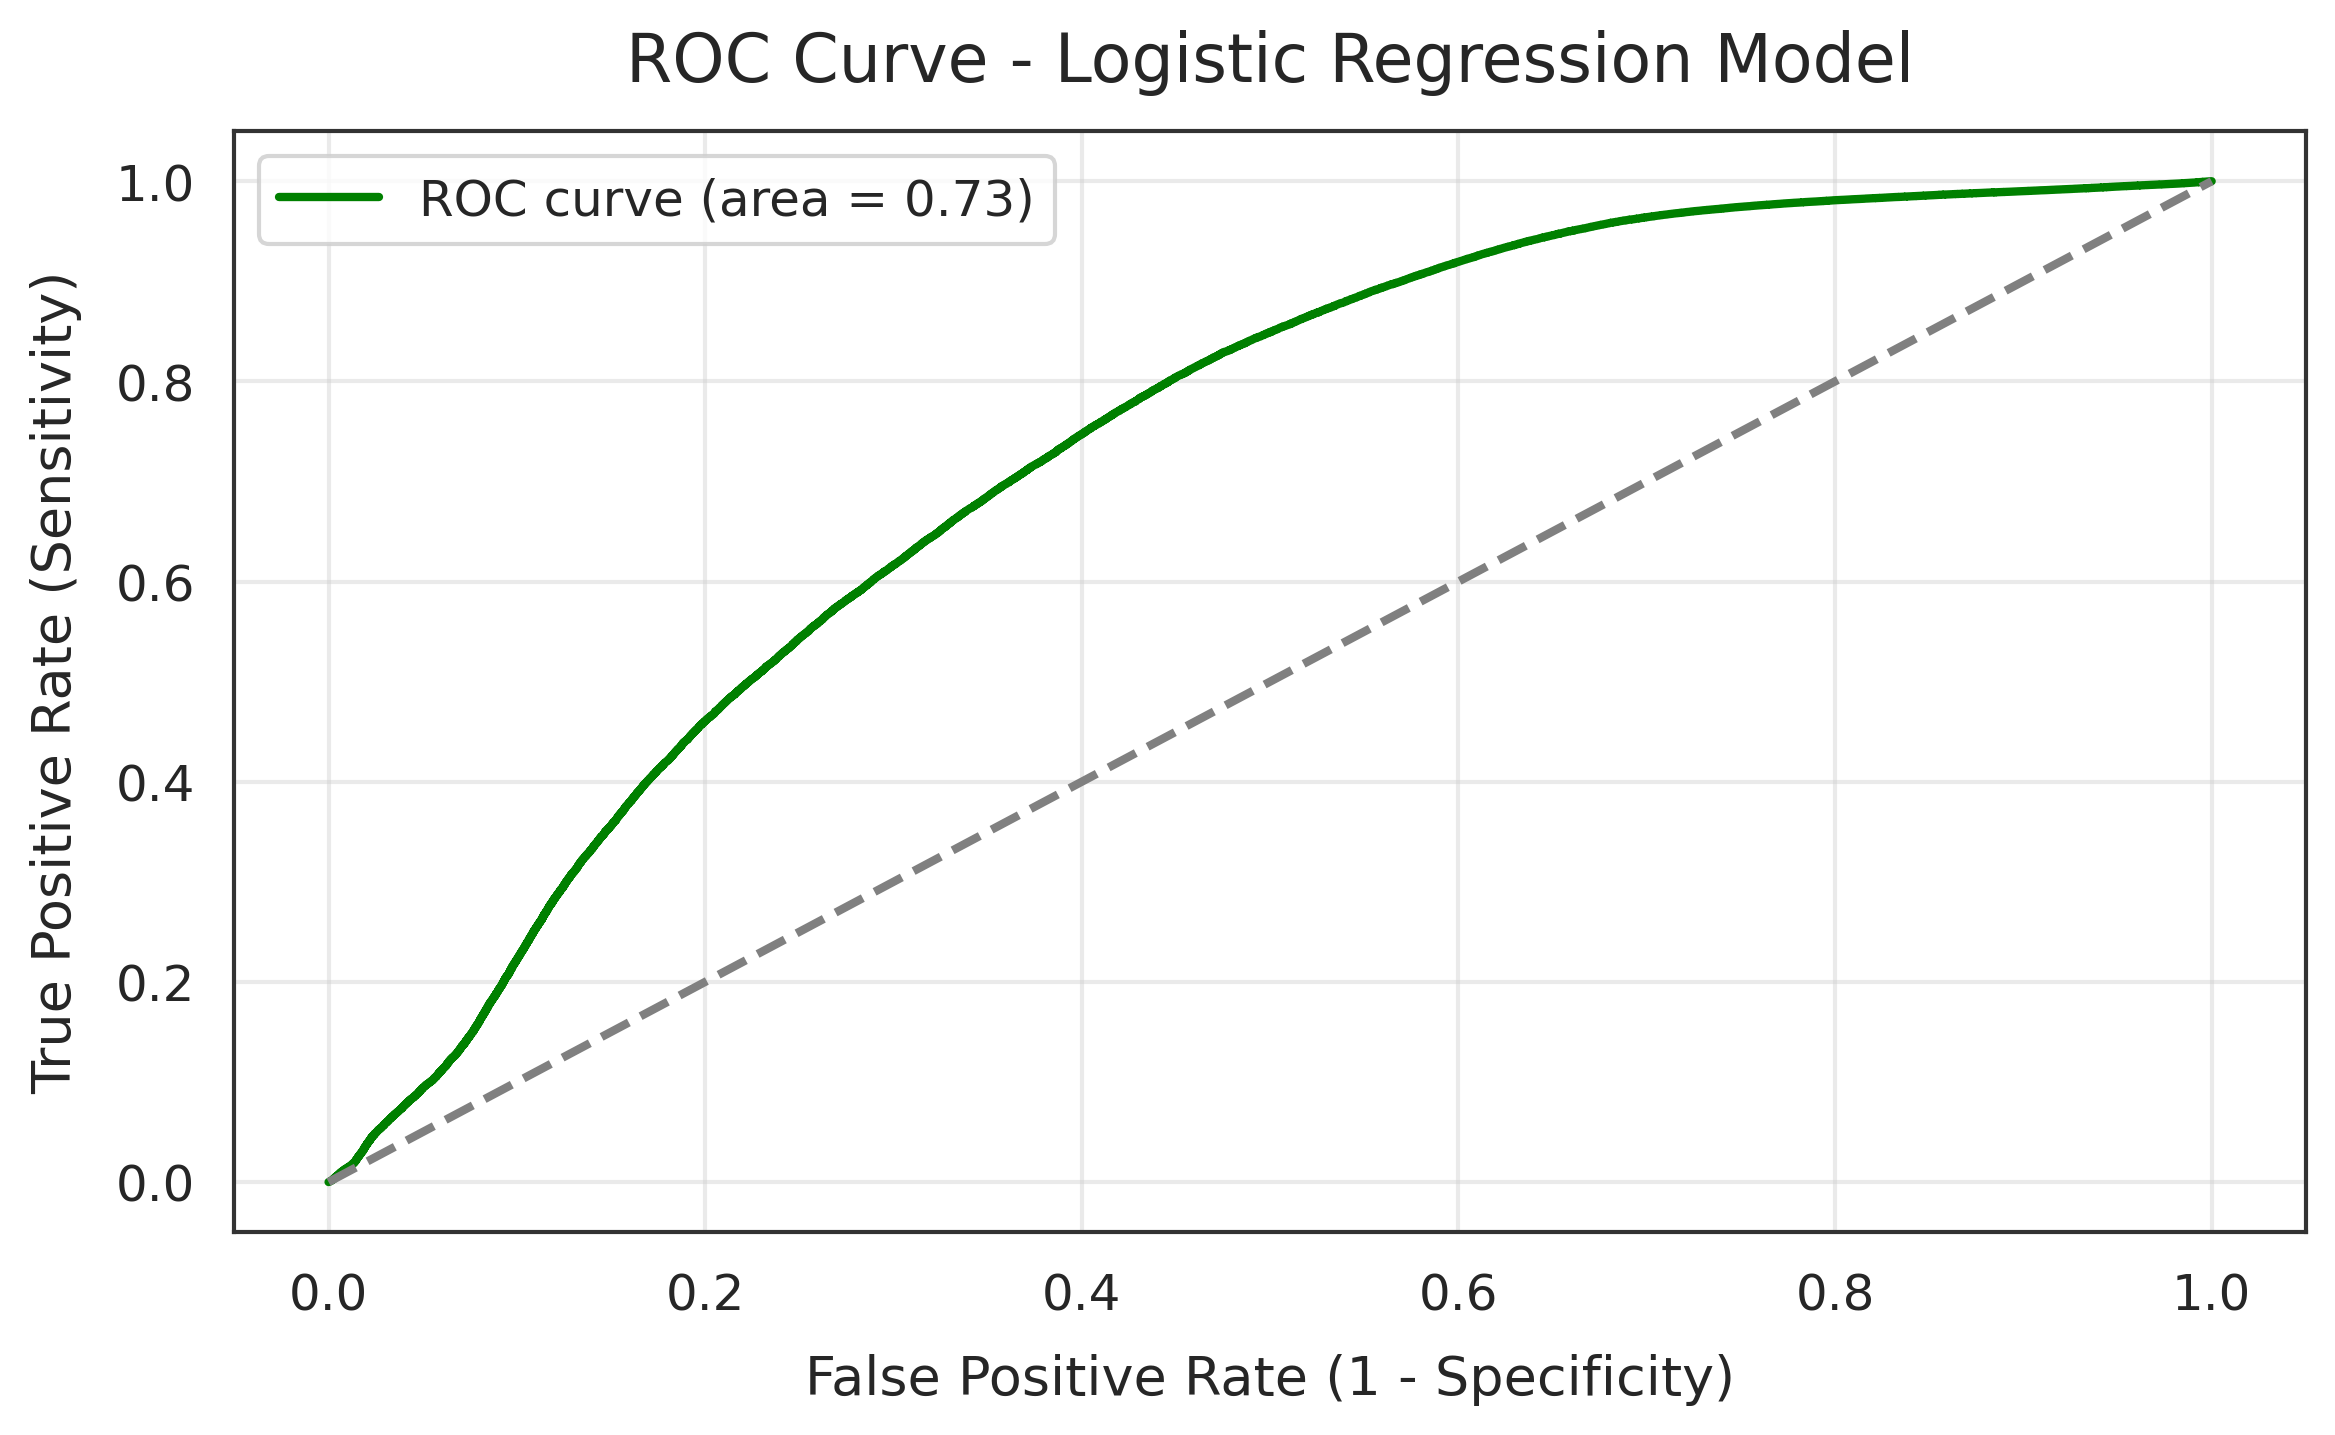 ROC Curve - Logistic Regression Model
ROC curve (area = 0.73)
True Positive Rate (Sensitivity)
1.0
0.8
0.6
0.4
0.2
0.0
0.0 0.2 0.4 0.6 0.8 1.0
False Positive Rate (1 - Specificity)